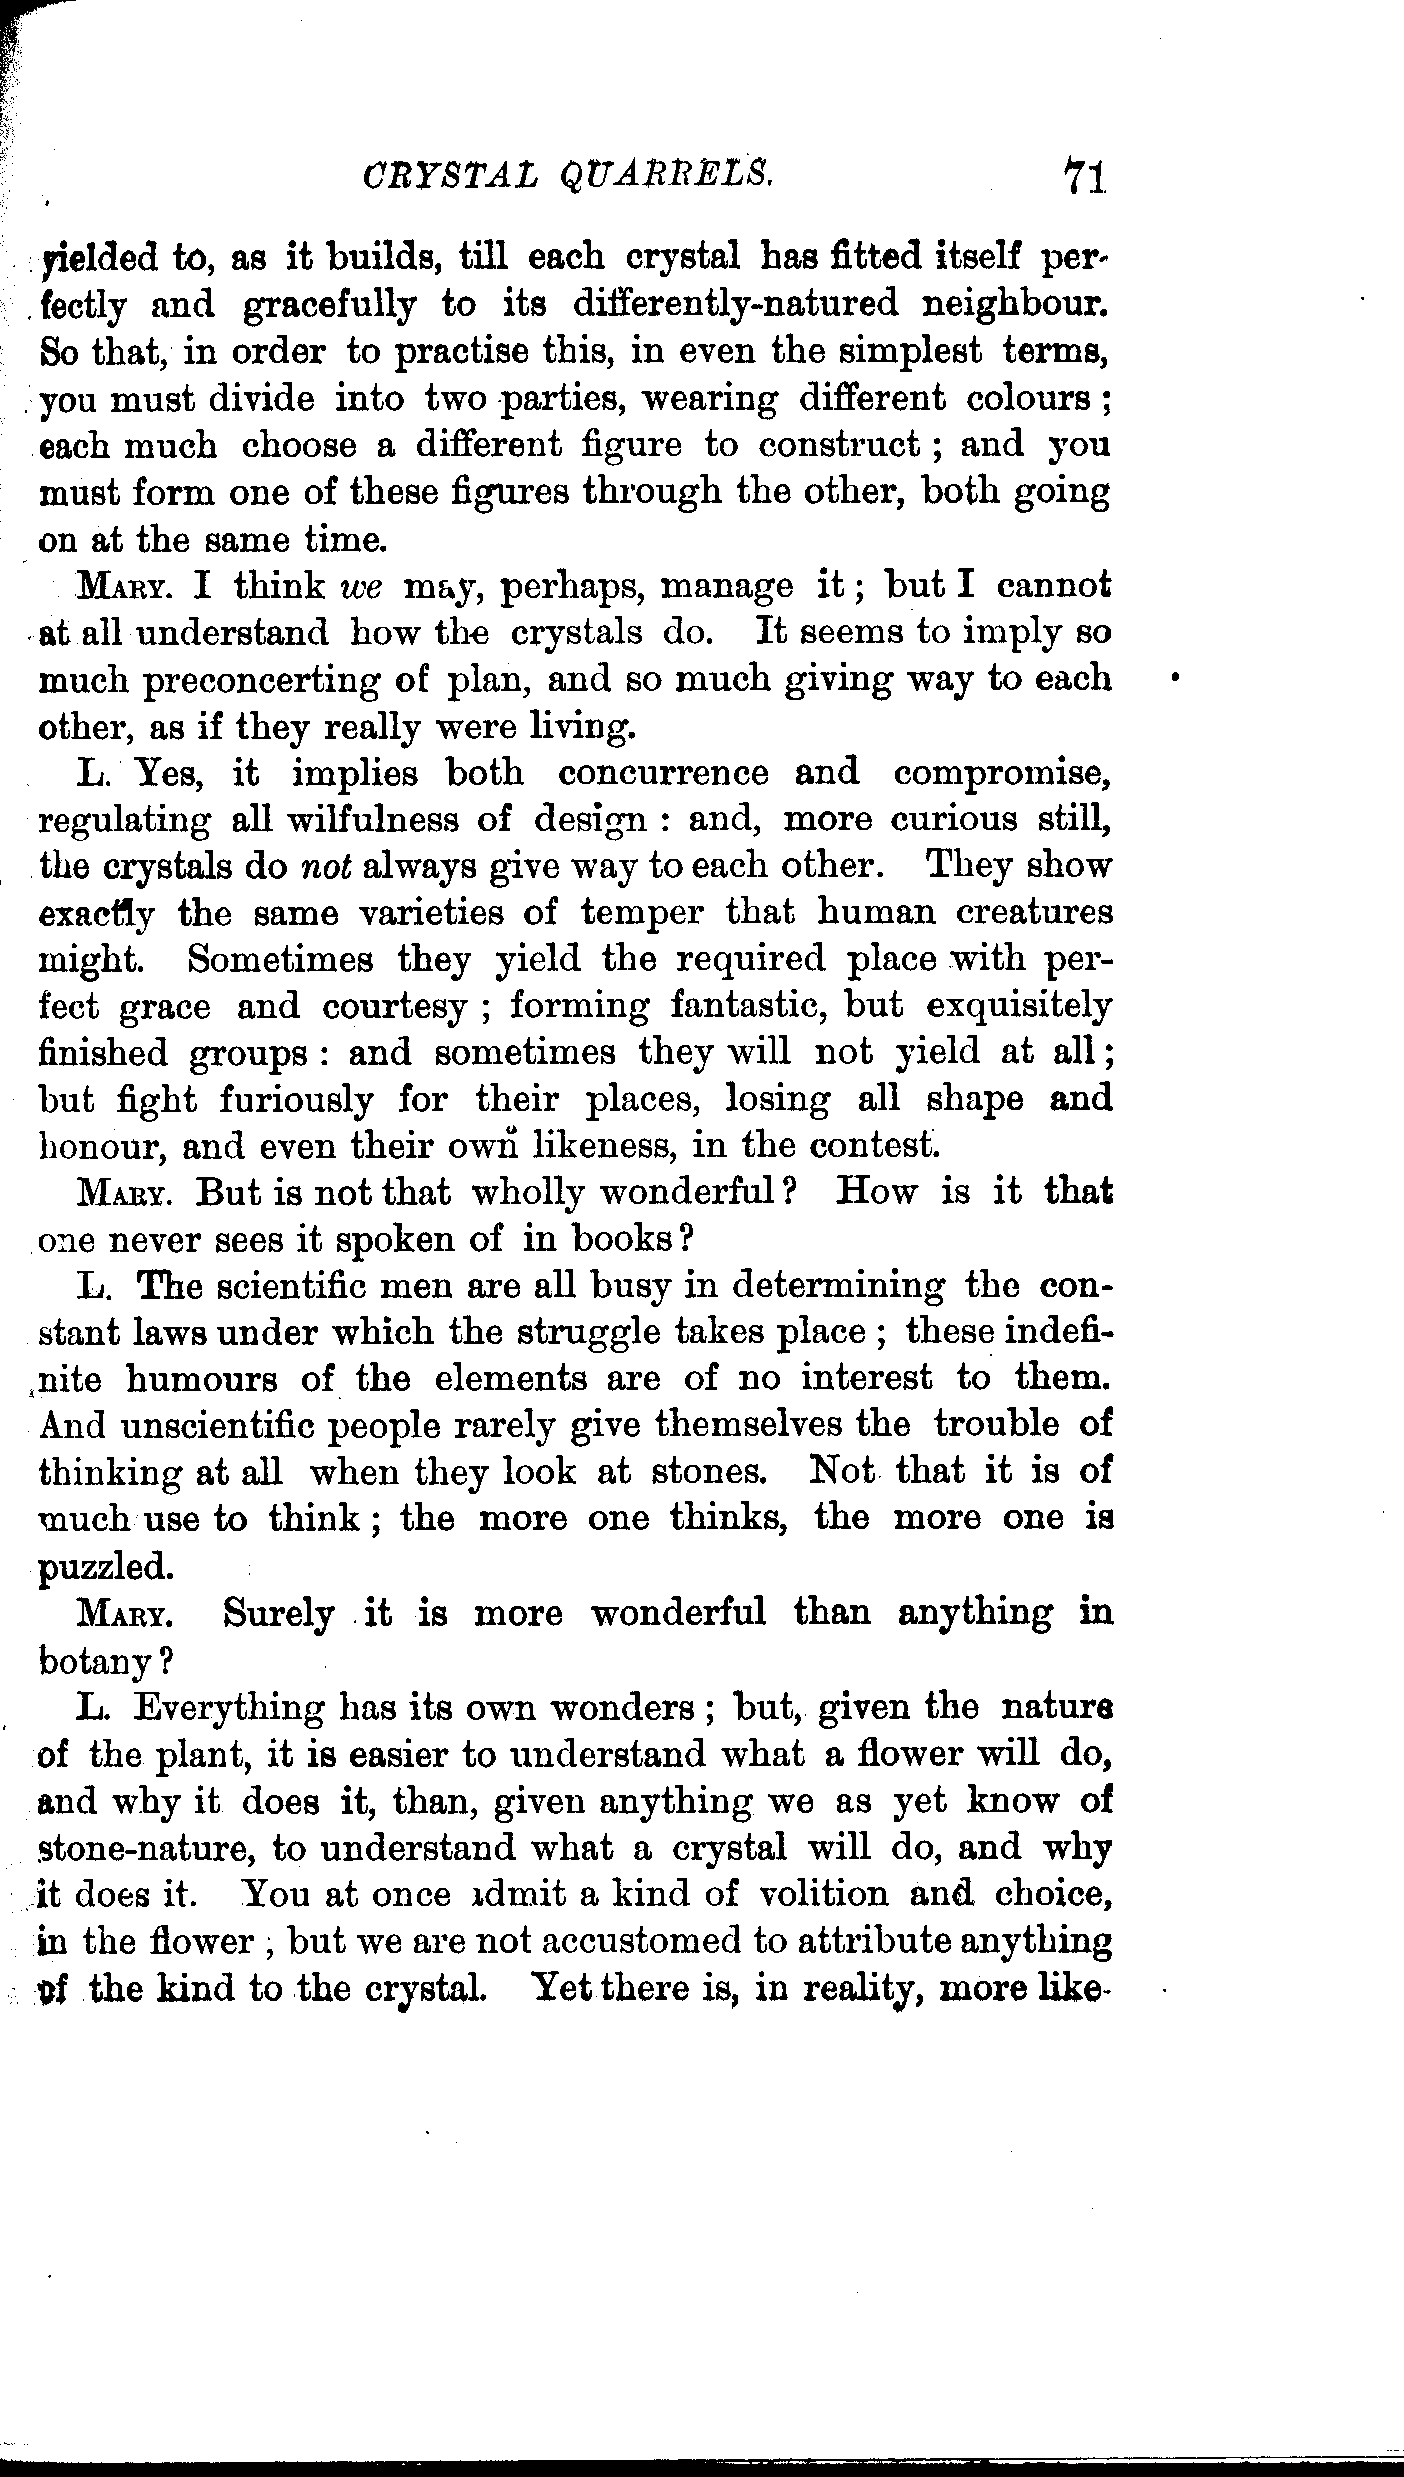 CRYSTAL QUARRELS. 71
yielded to, as it builds, till each crystal has fitted itself per-
fectly and gracefully to its differently-natured neighbour.
So that, in order to practise this, in even the simplest terms,
you must divide into two parties, wearing different colours ;
each much choose a different figure to construct ; and you
must form one of these figures through the other, both going
on at the same time.
MARY. I think we may, perhaps, manage it ; but I cannot
at all understand how the crystals do. It seems to imply so
much preconcerting of plan, and so much giving way to each
other, as if they really were living.
L. Yes, it implies both concurrence and compromise,
regulating all wilfulness of design : and, more curious still,
the crystals do not always give way to each other. They show
exactly the same varieties of temper that human creatures
might. Sometimes they yield the required place with per-
fect grace and courtesy ; forming fantastic, but exquisitely
finished groups : and sometimes they will not yield at all ;
but fight furiously for their places, losing all shape and
honour, and even their own likeness, in the contest.
MARY. But is not that wholly wonderful ? How is it that
one never sees it spoken of in books ?
L. The scientific men are all busy in determining the con-
stant laws under which the struggle takes place ; these indefi-
nite humours of the elements are of no interest to them.
And unscientific people rarely give themselves the trouble of
thinking at all when they look at stones. Not that it is of
much use to think ; the more one thinks, the more one is
puzzled.
MARY. Surely it is more wonderful than anything in
botany ?
L. Everything has its own wonders ; but, given the nature
of the plant, it is easier to understand what a flower will do,
and why it does it, than, given anything we as yet know of
stone-nature, to understand what a crystal will do, and why
it does it. You at once admit a kind of volition and choice,
in the flower ; but we are not accustomed to attribute anything
of the kind to the crystal. Yet there is, in reality, more like-